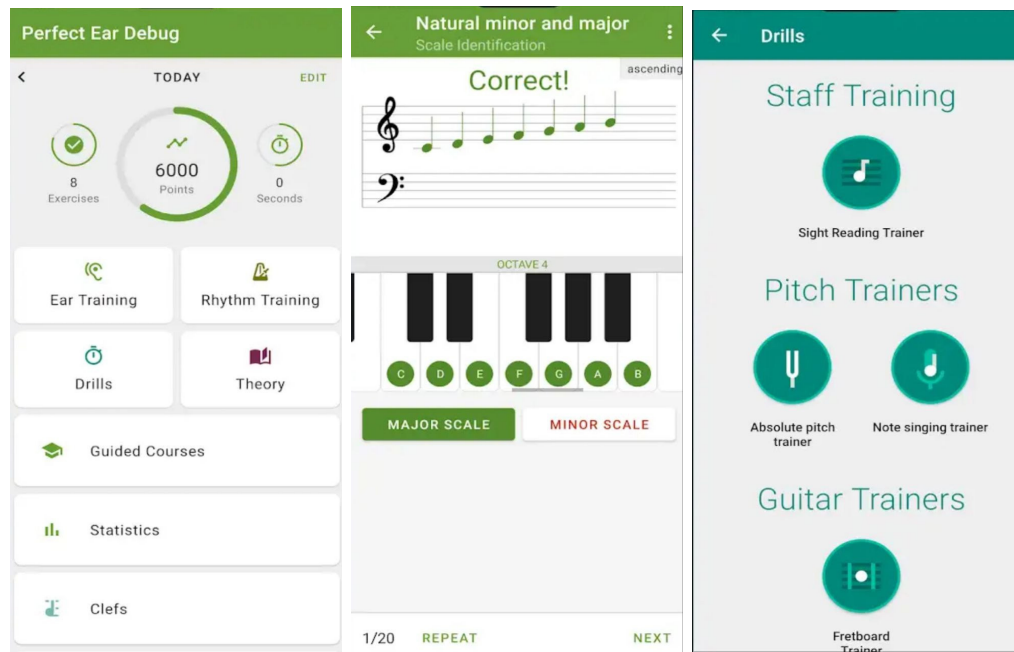 Perfect Ear Debug
TODAY
EDIT
8
Exercises
6000
Points
0
Seconds
Ear Training
Rhythm Training
Drills
Theory
Guided Courses
Statistics
Clefs
Natural minor and major
Scale Identification
ascending
Correct!
OCTAVE 4
C D E F G A B
MAJOR SCALE
MINOR SCALE
1/20 REPEAT NEXT
Drills
Staff Training
Sight Reading Trainer
Pitch Trainers
Absolute pitch
trainer
Note singing trainer
Guitar Trainers
Fretboard
Trainer